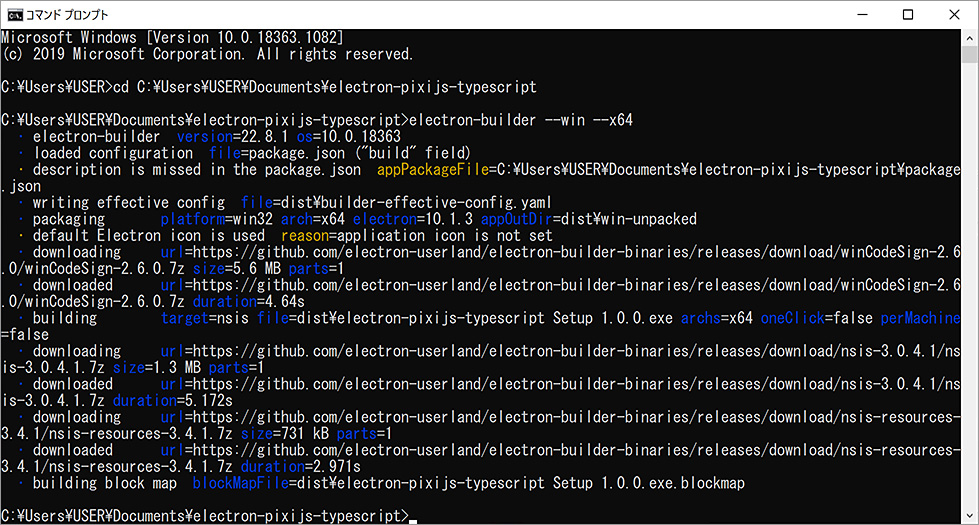 コマンド プロンプト
Microsoft Windows [Version 10.0.18363.1082]
(c) 2019 Microsoft Corporation. All rights reserved.
C:¥Users¥USER>cd C:¥Users¥USER¥Documents¥electron-pixijs-typescript
C:¥Users¥USER¥Documents¥electron-pixijs-typescript>electron-builder --win --x64
・ electron-builder  version=22.8.1 os=10.0.18363
・ loaded configuration  file=package.json ("build" field)
・ description is missed in the package.json  appPackageFile=C:¥Users¥USER¥Documents¥electron-pixijs-typescript¥package
.json
・ writing effective config  file=dist¥builder-effective-config.yaml
・ packaging       platform=win32 arch=x64 electron=10.1.3 appOutDir=dist¥win-unpacked
・ default Electron icon is used  reason=application icon is not set
・ downloading     url=https://github.com/electron-userland/electron-builder-binaries/releases/download/winCodeSign-2.6
.0/winCodeSign-2.6.0.7z size=5.6 MB parts=1
・ downloaded      url=https://github.com/electron-userland/electron-builder-binaries/releases/download/winCodeSign-2.6
.0/winCodeSign-2.6.0.7z duration=4.64s
・ building        target=nsis file=dist¥electron-pixijs-typescript Setup 1.0.0.exe archs=x64 oneClick=false perMachine
=false
・ downloading     url=https://github.com/electron-userland/electron-builder-binaries/releases/download/nsis-3.0.4.1/ns
is-3.0.4.1.7z size=1.3 MB parts=1
・ downloaded      url=https://github.com/electron-userland/electron-builder-binaries/releases/download/nsis-3.0.4.1/ns
is-3.0.4.1.7z duration=5.172s
・ downloading     url=https://github.com/electron-userland/electron-builder-binaries/releases/download/nsis-resources-
3.4.1/nsis-resources-3.4.1.7z size=731 kB parts=1
・ downloaded      url=https://github.com/electron-userland/electron-builder-binaries/releases/download/nsis-resources-
3.4.1/nsis-resources-3.4.1.7z duration=2.971s
・ building block map  blockMapFile=dist¥electron-pixijs-typescript Setup 1.0.0.exe.blockmap
C:¥Users¥USER¥Documents¥electron-pixijs-typescript>